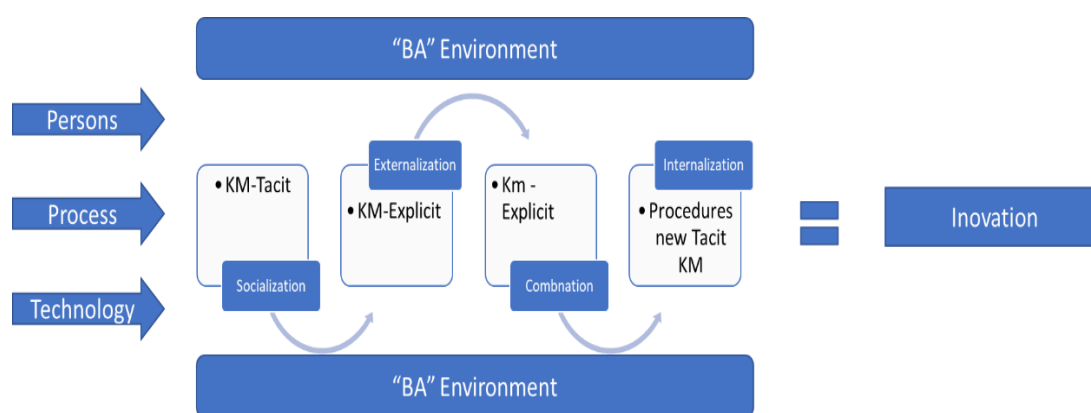 “BA” Environment
Persons
Process
Technology
• KM-Tacit
Socialization
Externalization
• KM-Explicit
• Km -
Explicit
Combnation
Internalization
• Procedures
new Tacit
KM
Inovation
“BA” Environment